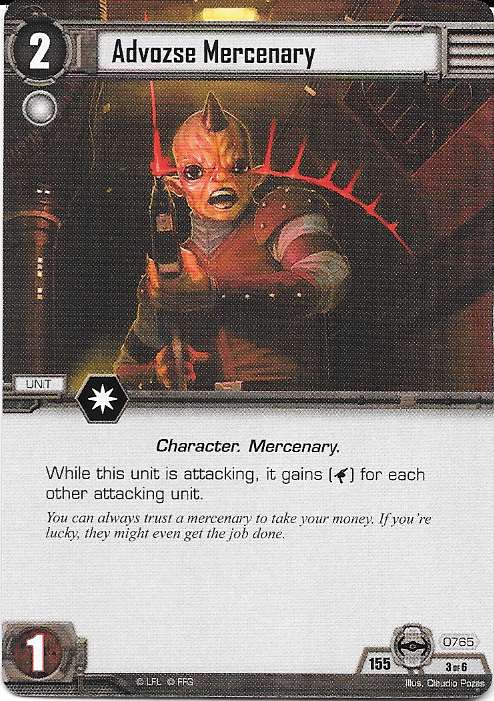 2
Advozse Mercenary
UNIT
Character. Mercenary.
While this unit is attacking, it gains ( ) for each
other attacking unit.
You can always trust a mercenary to take your money. If you're
lucky, they might even get the job done.
1
0765
155
3 OF 6
© LFL © FFG
Illus. Claudio Pozas